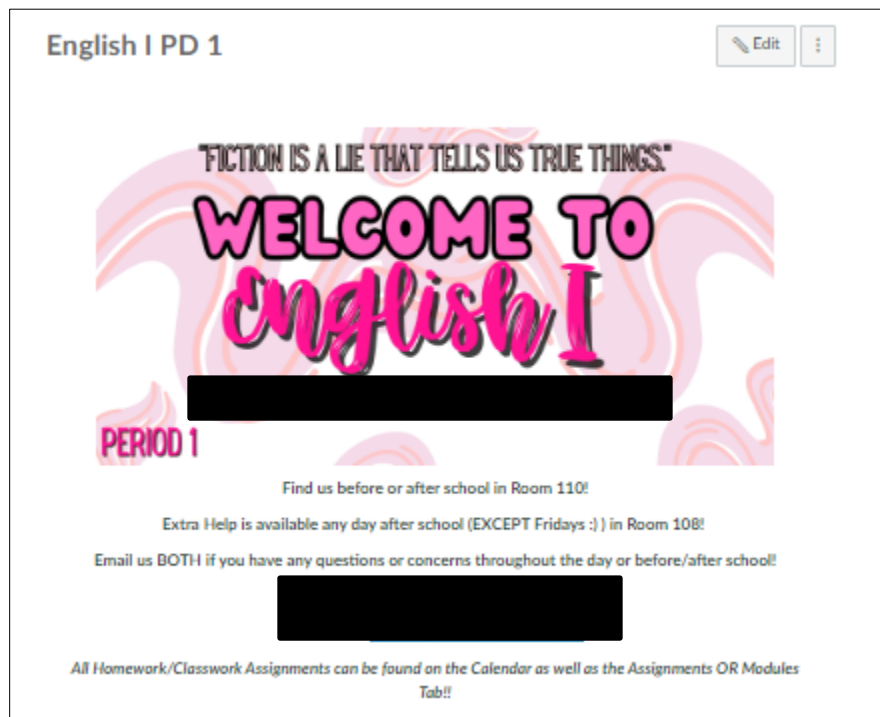 English I PD 1
Edit
"FICTION IS A LIE THAT TELLS US TRUE THINGS."
WELCOME TO
English I
PERIOD 1
Find us before or after school in Room 110!
Extra Help is available any day after school (EXCEPT Fridays :) ) in Room 108!
Email us BOTH if you have any questions or concerns throughout the day or before/after school!
All Homework/Classwork Assignments can be found on the Calendar as well as the Assignments OR Modules
Tab!!